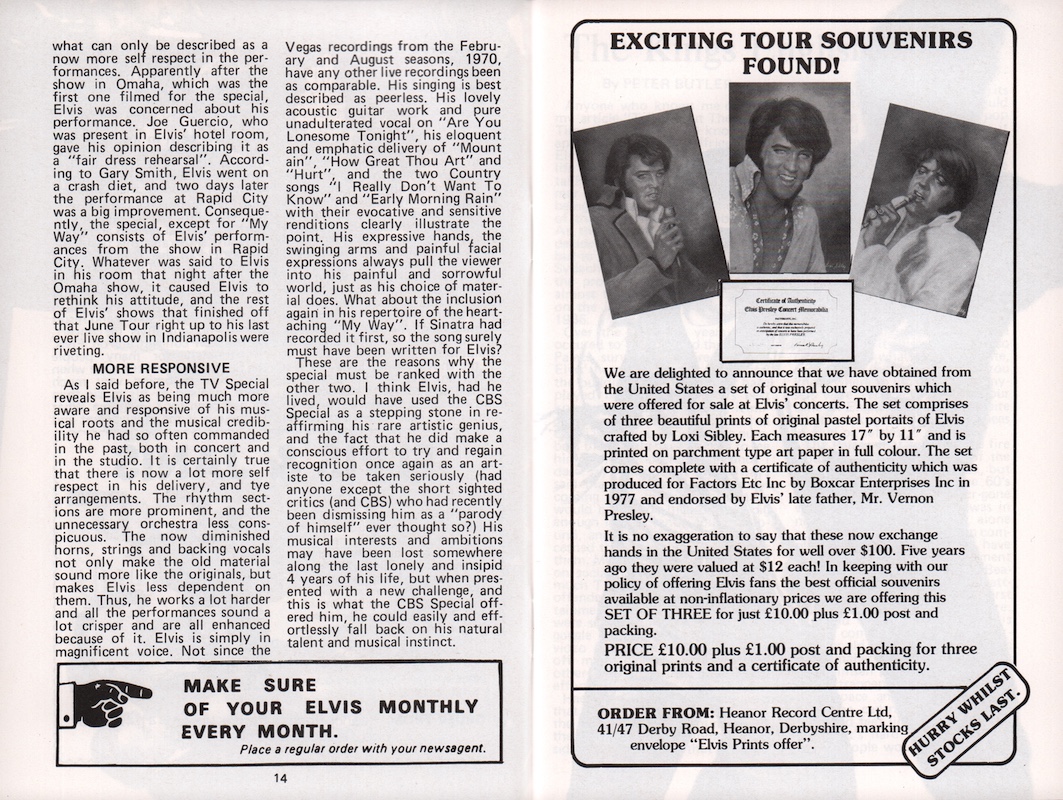 what can only be described as a
now more self respect in the per-
formances. Apparently after the
show in Omaha, which was the
first one filmed for the special,
Elvis was concerned about his
performance. Joe Guercio, who
was present in Elvis' hotel room,
gave his opinion describing it as
a "fair dress rehearsal". Accord-
ing to Gary Smith, Elvis went on
a crash diet, and two days later
the performance at Rapid City
was a big improvement. Conseque-
ntly, the special, except for "My
Way" consists of Elvis' perform-
ances from the show in Rapid
City. Whatever was said to Elvis
in his room that night after the
Omaha show, it caused Elvis to
rethink his attitude, and the rest
of Elvis' shows that finished off
that June Tour right up to his last
ever live show in Indianapolis were
riveting.
MORE RESPONSIVE
As I said before, the TV Special
reveals Elvis as being much more
aware and responsive of his mus-
ical roots and the musical credib-
ility he had so often commanded
in the past, both in concert and
in the studio. It is certainly true
that there is now a lot more self
respect in his delivery, and tye
arrangements. The rhythm sect-
ions are more prominent, and the
unnecessary orchestra less cons-
picuous. The now diminished
horns, strings and backing vocals
not only make the old material
sound more like the originals, but
makes Elvis less dependent on
them. Thus, he works a lot harder
and all the performances sound a
lot crisper and are all enhanced
because of it. Elvis is simply in
magnificent voice. Not since the
Vegas recordings from the Febru-
ary and August seasons, 1970,
have any other live recordings been
as comparable. His singing is best
described as peerless. His lovely
acoustic guitar work and pure
unadulterated vocal on "Are You
Lonesome Tonight", his eloquent
and emphatic delivery of "Mount
ain", "How Great Thou Art" and
"Hurt", and the two Country
songs "I Really Don't Want To
Know" and "Early Morning Rain"
with their evocative and sensitive
renditions clearly illustrate the
point. His expressive hands, the
swinging arms and painful facial
expressions always pull the viewer
into his painful and sorrowful
world, just as his choice of mater-
ial does. What about the inclusion
again in his repertoire of the heart-
aching "My Way". If Sinatra had
recorded it first, so the song surely
must have been written for Elvis?
These are the reasons why the
special must be ranked with the
other two. I think Elvis, had he
lived, would have used the CBS
Special as a stepping stone in re-
affirming his rare artistic genius,
and the fact that he did make a
conscious effort to try and regain
recognition once again as an art-
iste to be taken seriously (had
anyone except the short sighted
critics (and CBS) who had recently
been dismissing him as a "parody
of himself" ever thought so?) His
musical interests and ambitions
may have been lost somewhere
along the last lonely and insipid
4 years of his life, but when pres-
ented with a new challenge, and
this is what the CBS Special off-
ered him, he could easily and eff-
ortlessly fall back on his natural
talent and musical instinct.
MAKE SURE
OF YOUR ELVIS MONTHLY
EVERY MONTH.
Place a regular order with your newsagent.
14
EXCITING TOUR SOUVENIRS
FOUND!
Certificate of Authenticity
Elvis Presley Concert Memorabilia
We are delighted to announce that we have obtained from
the United States a set of original tour souvenirs which
were offered for sale at Elvis' concerts. The set comprises
of three beautiful prints of original pastel portaits of Elvis
crafted by Loxi Sibley. Each measures 17" by 11" and is
printed on parchment type art paper in full colour. The set
comes complete with a certificate of authenticity which was
produced for Factors Etc Inc by Boxcar Enterprises Inc in
1977 and endorsed by Elvis' late father, Mr. Vernon
Presley.
It is no exaggeration to say that these now exchange
hands in the United States for well over $100. Five years
ago they were valued at $12 each! In keeping with our
policy of offering Elvis fans the best official souvenirs
available at non-inflationary prices we are offering this
SET OF THREE for just £10.00 plus £1.00 post and
packing.
PRICE £10.00 plus £1.00 post and packing for three
original prints and a certificate of authenticity.
ORDER FROM: Heanor Record Centre Ltd,
41/47 Derby Road, Heanor, Derbyshire, marking
envelope "Elvis Prints offer".
HURRY WHILST
STOCKS LAST.